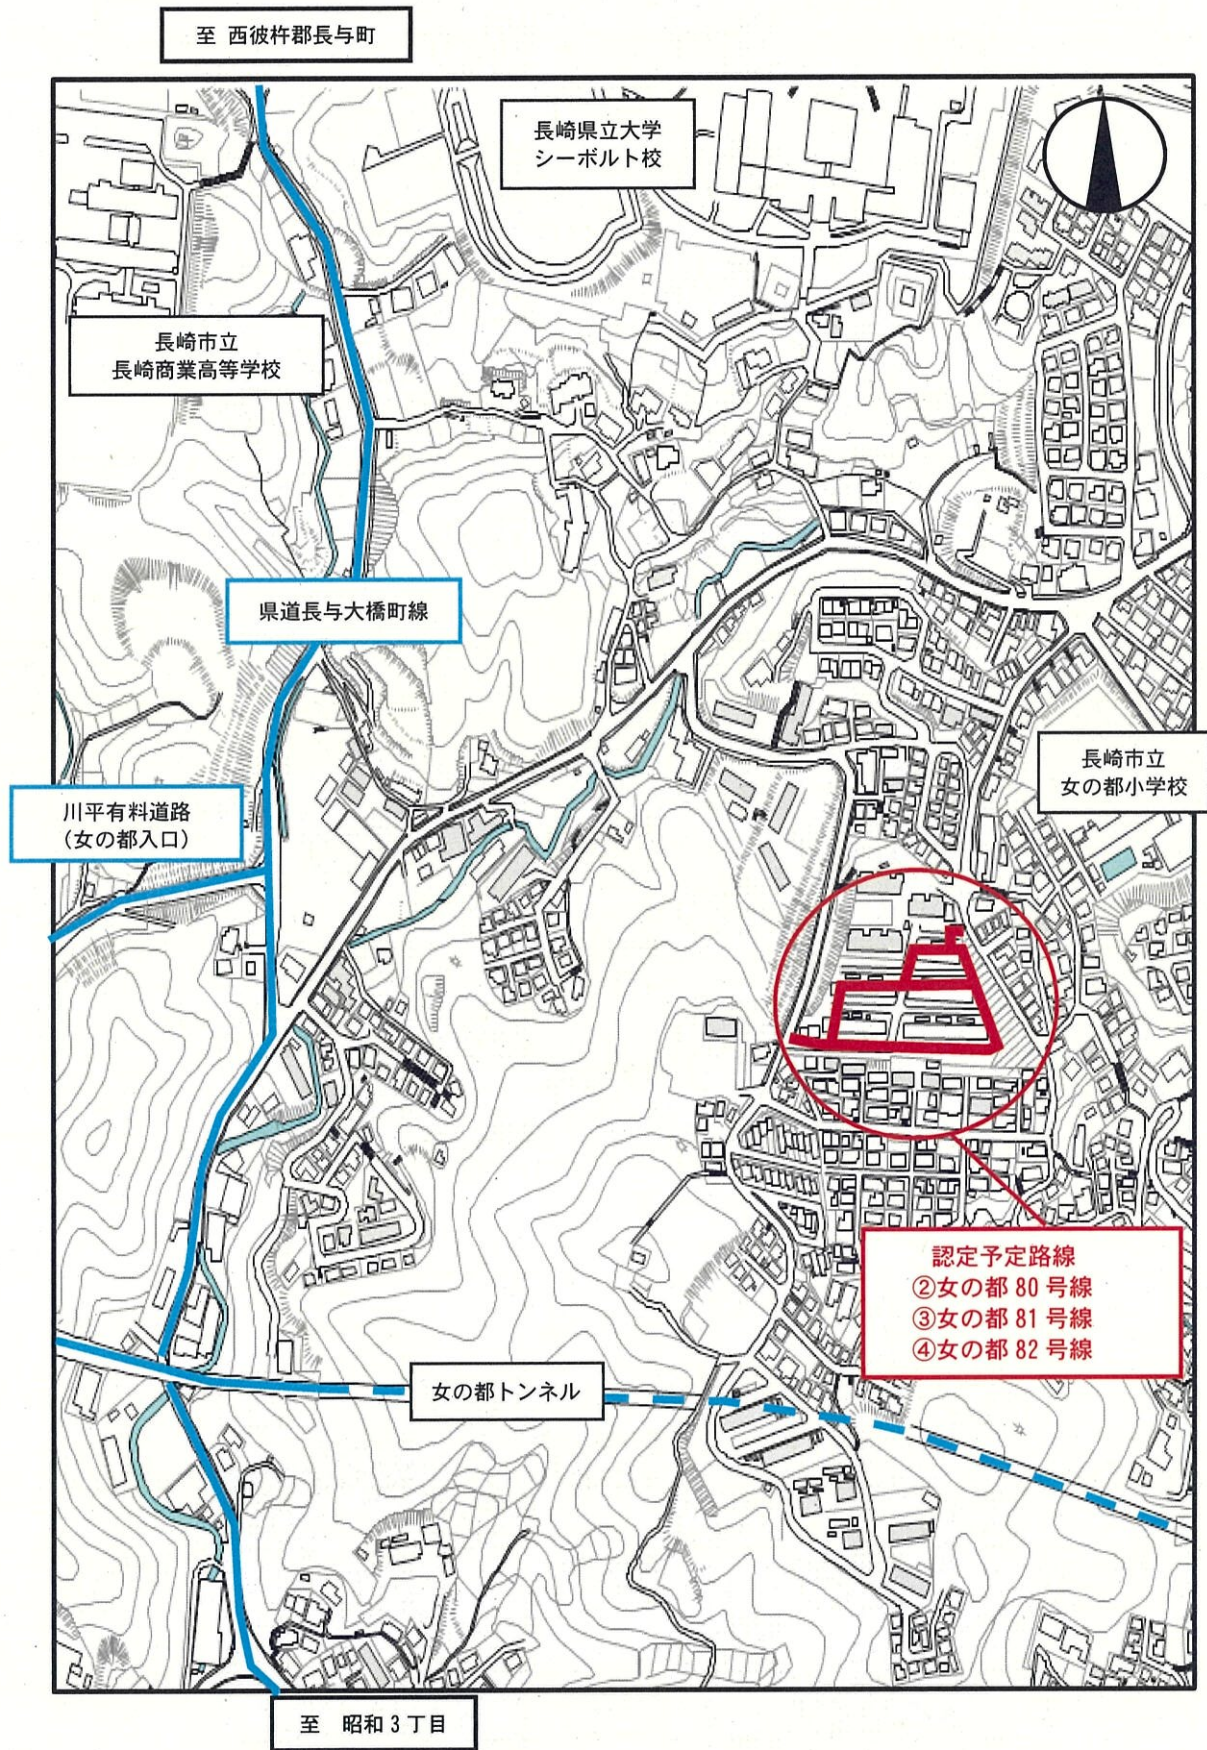 至 西彼杵郡長与町
長崎県立大学
シーボルト校
長崎市立
長崎商業高等学校
県道長与大橋町線
長崎市立
女の都小学校
川平有料道路
(女の都入口)
認定予定路線
②女の都 80 号線
③女の都 81 号線
④女の都 82 号線
女の都トンネル
至 昭和3丁目